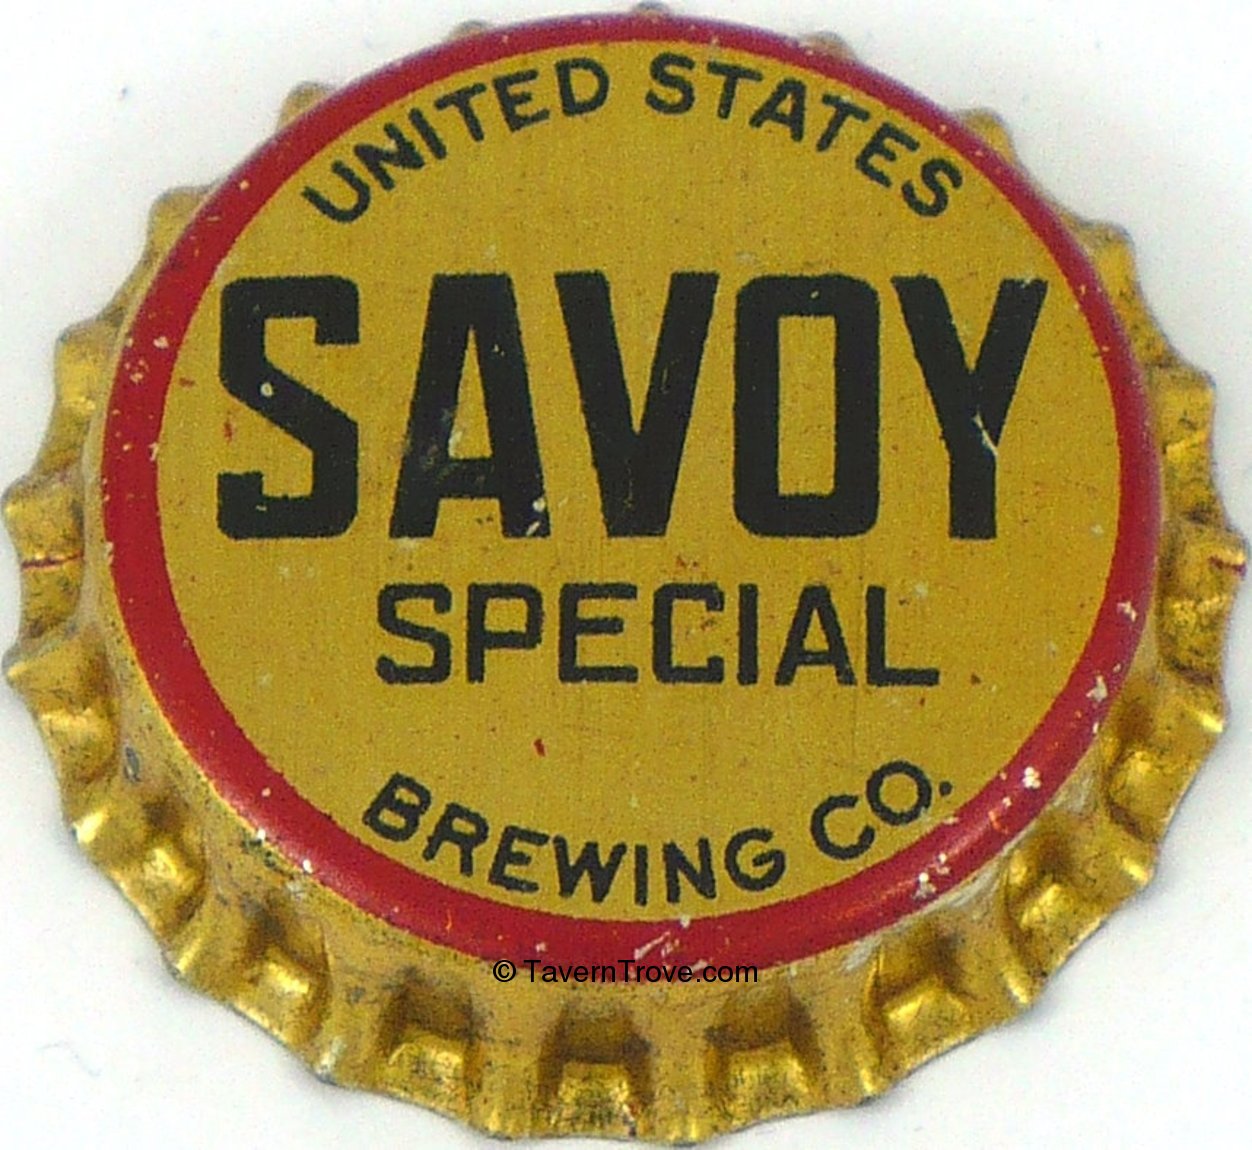 UNITED STATES
SAVOY
SPECIAL
BREWING CO.
© TavernTrove.com